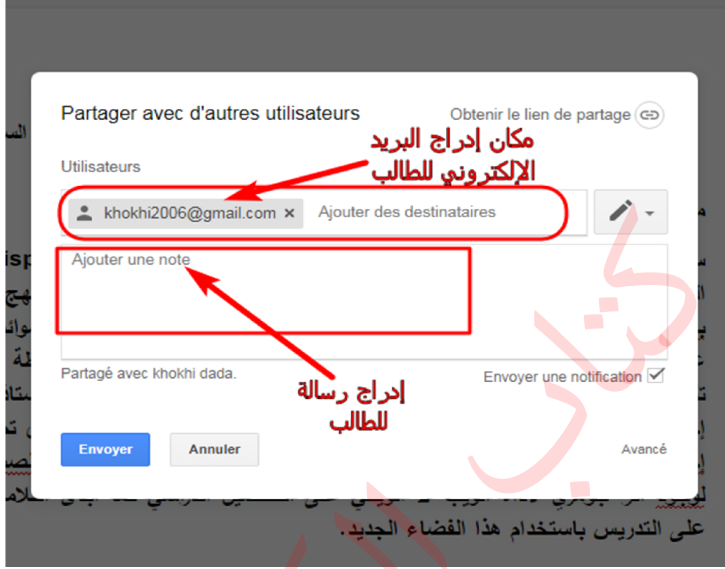 Partager avec d'autres utilisateurs
Obtenir le lien de partage
مكان إدراج البريد
الإلكتروني للطالب
Utilisateurs
khokhi2006@gmail.com × Ajouter des destinataires
Ajouter une note
Partagé avec khokhi dada.
Envoyer une notification
إدراج رسالة
للطالب
Envoyer
Annuler
Avancé
على التدريس باستخدام هذا الفضاء الجديد.